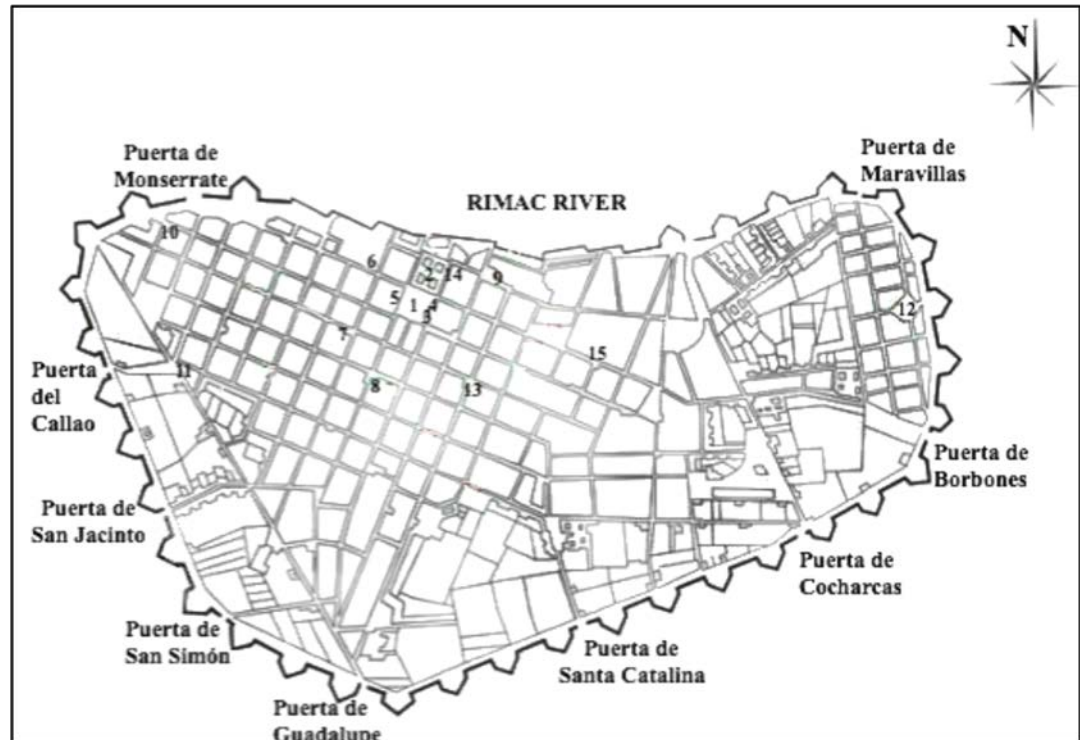 N
Puerta de
Monserrate
Puerta de
Maravillas
RIMAC RIVER
10
6
2
14
9
5
1
4
3
12
7
15
11
8
13
Puerta
del
Callao
Puerta de
Borbones
Puerta de
San Jacinto
Puerta de
Cocharcas
Puerta de
San Simón
Puerta de
Santa Catalina
Puerta de
Guadalupe